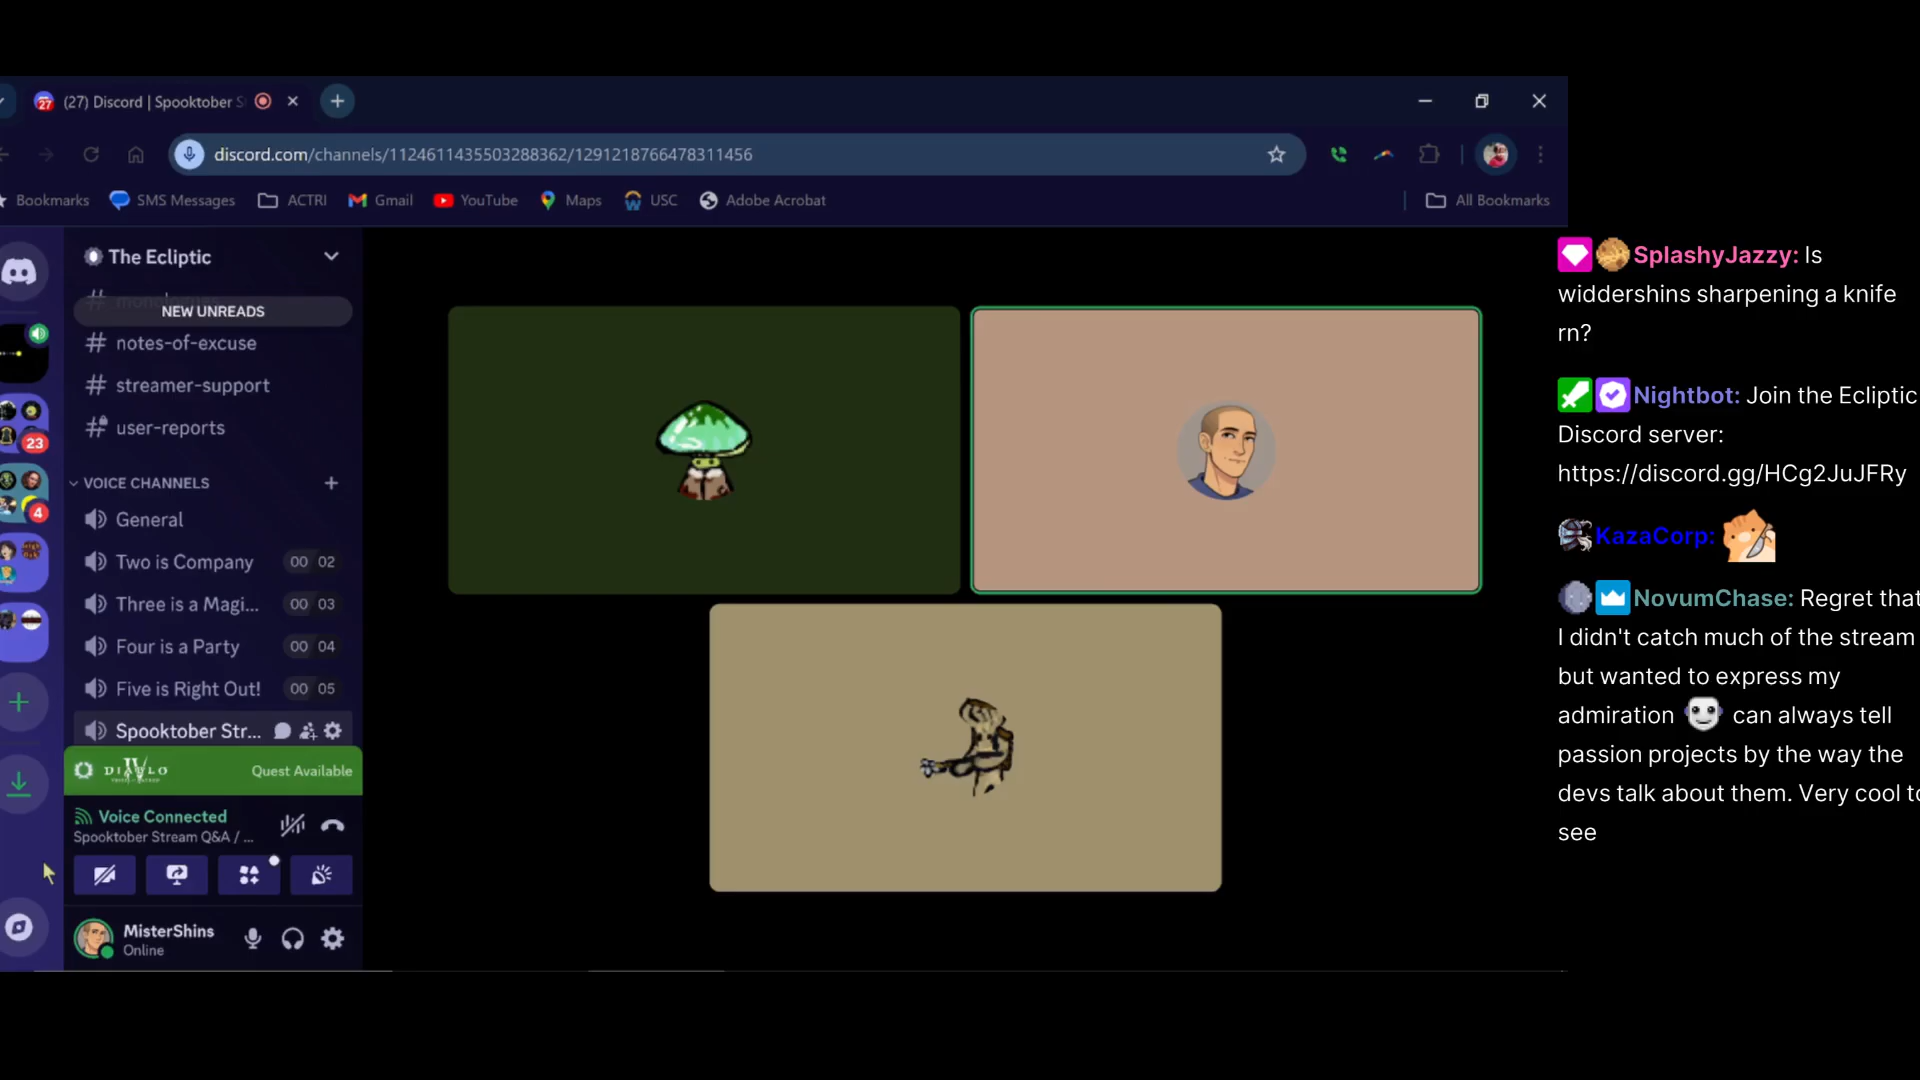 (27) Discord | Spooktober S
discord.com/channels/1124611435503288362/1291218766478311456
Bookmarks
SMS Messages
ACTRI
Gmail
YouTube
Maps
USC
Adobe Acrobat
All Bookmarks
The Ecliptic
NEW UNREADS
notes-of-excuse
streamer-support
user-reports
23
4
VOICE CHANNELS
General
Two is Company 00 02
Three is a Magi... 00 03
Four is a Party 00 04
Five is Right Out! 00 05
Spooktober Str...
DIABLO IV
Quest Available
Voice Connected
Spooktober Stream Q&A / ...
MisterShins
Online
SplashyJazzy: Is
widdershins sharpening a knife
rn?
Nightbot: Join the Ecliptic
Discord server:
https://discord.gg/HCg2JuJFRy
KazaCorp:
NovumChase: Regret that
I didn't catch much of the stream
but wanted to express my
admiration can always tell
passion projects by the way the
devs talk about them. Very cool to
see